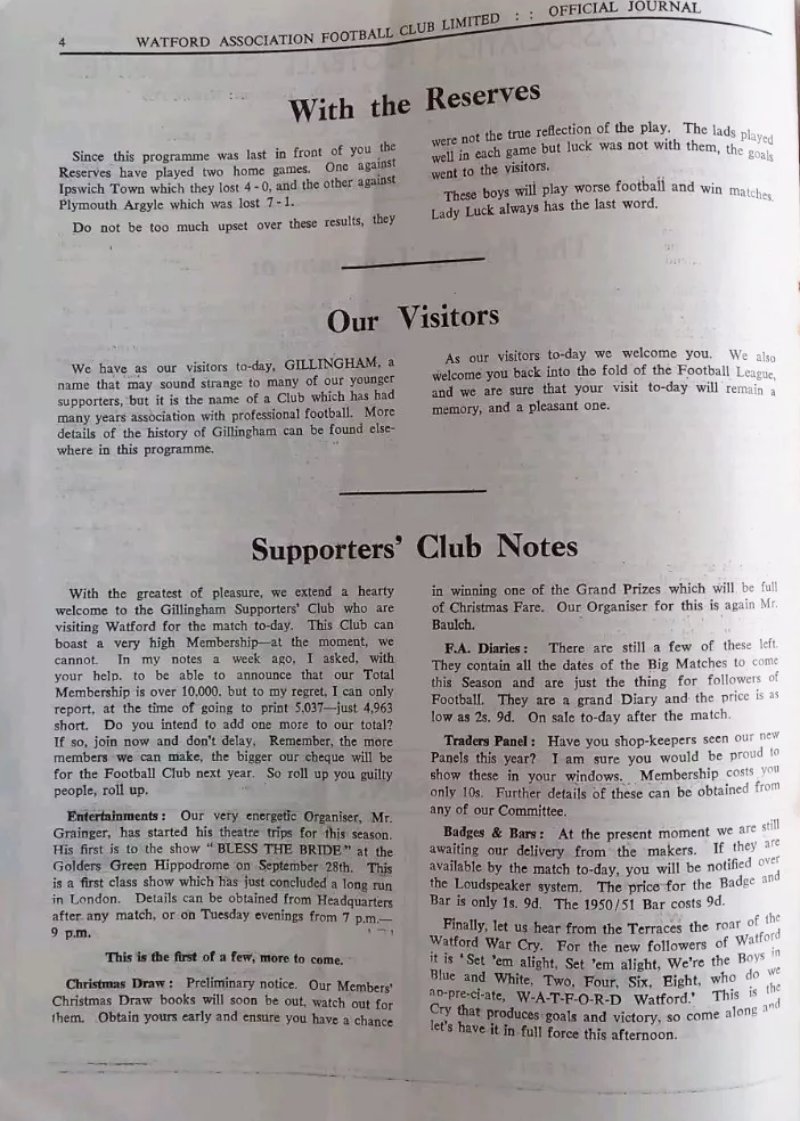 4
WATFORD ASSOCIATION FOOTBALL CLUB LIMITED : : OFFICIAL JOURNAL
With the Reserves
Since this programme was last in front of you the
Reserves have played two home games. One against
Ipswich Town which they lost 4 - 0, and the other against
Plymouth Argyle which was lost 7 - 1.
Do not be too much upset over these results, they
were not the true reflection of the play. The lads played
well in each game but luck was not with them, the goals
went to the visitors.
These boys will play worse football and win matches.
Lady Luck always has the last word.
Our Visitors
We have as our visitors to-day, GILLINGHAM, a
name that may sound strange to many of our younger
supporters, but it is the name of a Club which has had
many years association with professional football. More
details of the history of Gillingham can be found else-
where in this programme.
As our visitors to-day we welcome you. We also
welcome you back into the fold of the Football League,
and we are sure that your visit to-day will remain a
memory, and a pleasant one.
Supporters' Club Notes
With the greatest of pleasure, we extend a hearty
welcome to the Gillingham Supporters' Club who are
visiting Watford for the match to-day. This Club can
boast a very high Membership—at the moment, we
cannot. In my notes a week ago, I asked, with
your help. to be able to announce that our Total
Membership is over 10,000. but to my regret, I can only
report, at the time of going to print 5,037—just 4,963
short. Do you intend to add one more to our total?
If so, join now and don't delay. Remember, the more
members we can make, the bigger our cheque will be
for the Football Club next year. So roll up you guilty
people, roll up.
Entertainments: Our very energetic Organiser, Mr.
Grainger, has started his theatre trips for this season.
His first is to the show "BLESS THE BRIDE" at the
Golders Green Hippodrome on September 28th. This
is a first class show which has just concluded a long run
in London. Details can be obtained from Headquarters
after any match, or on Tuesday evenings from 7 p.m.—
9 p.m.
This is the first of a few, more to come.
Christmas Draw: Preliminary notice. Our Members'
Christmas Draw books will soon be out, watch out for
them. Obtain yours early and ensure you have a chance
in winning one of the Grand Prizes which will be full
of Christmas Fare. Our Organiser for this is again Mr.
Baulch.
F.A. Diaries: There are still a few of these left.
They contain all the dates of the Big Matches to come
this Season and are just the thing for followers of
Football. They are a grand Diary and the price is as
low as 2s. 9d. On sale to-day after the match.
Traders Panel: Have you shop-keepers seen our new
Panels this year? I am sure you would be proud to
show these in your windows. Membership costs you
only 10s. Further details of these can be obtained from
any of our Committee.
Badges & Bars: At the present moment we are still
awaiting our delivery from the makers. If they are
available by the match to-day, you will be notified over
the Loudspeaker system. The price for the Badge and
Bar is only 1s. 9d. The 1950/51 Bar costs 9d.
Finally, let us hear from the Terraces the roar of the
Watford War Cry. For the new followers of Watford
it is 'Set 'em alight, Set 'em alight, We're the Boys in
Blue and White, Two, Four, Six, Eight, who do we
ap-pre-ci-ate, W-A-T-F-O-R-D Watford.' This is the
Cry that produces goals and victory, so come along and
let's have it in full force this afternoon.